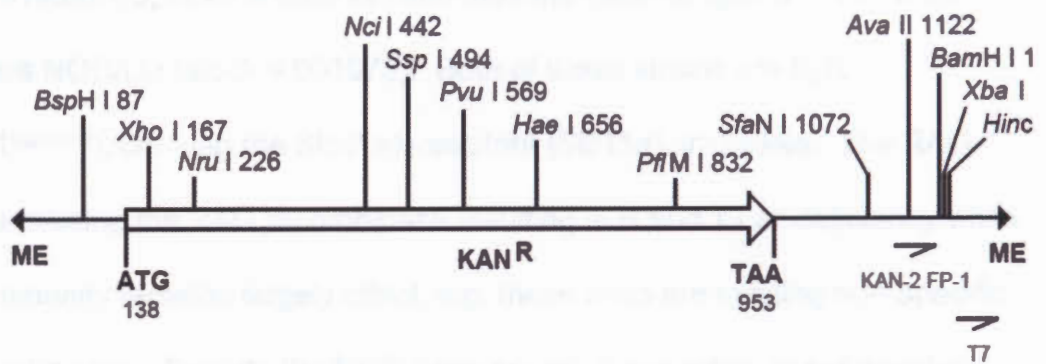 Nci I 442
Ava II 1122
Ssp I 494
BamH I 1
BspH I 87
Pvu I 569
Xba I
Xho I 167
Hae I 656
SfaN I 1072
Hinc
Nru I 226
PflM I 832
ME
KAN R
ME
ATG
TAA
KAN-2 FP-1
138
953
T7